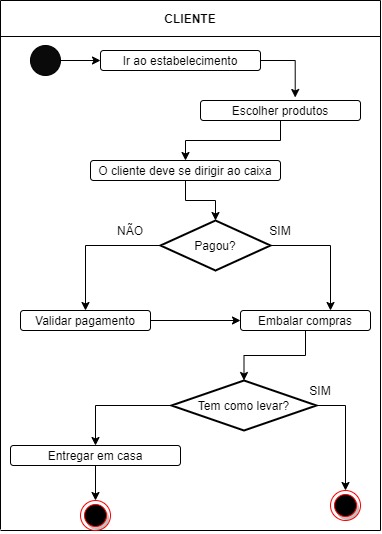 CLIENTE
Ir ao estabelecimento
Escolher produtos
O cliente deve se dirigir ao caixa
NÃO
SIM
Pagou?
Validar pagamento
Embalar compras
SIM
Tem como levar?
Entregar em casa